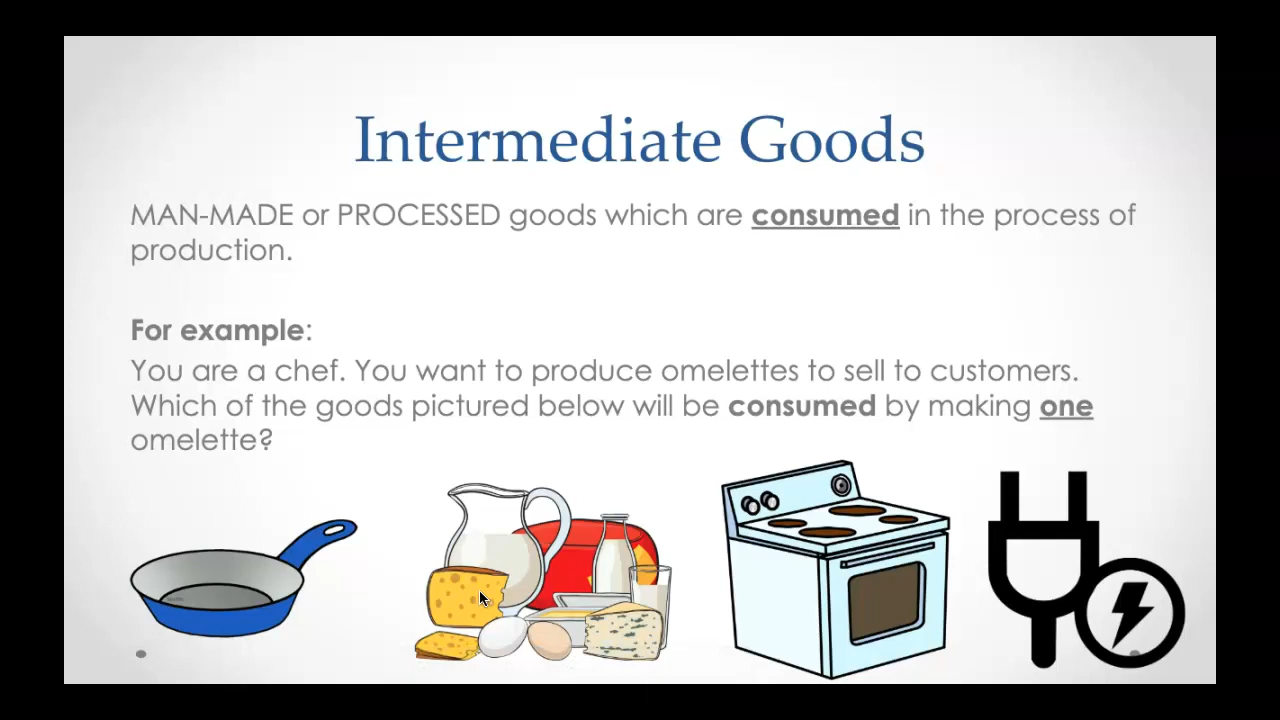 Intermediate Goods
MAN-MADE or PROCESSED goods which are consumed in the process of
production.
For example:
You are a chef. You want to produce omelettes to sell to customers.
Which of the goods pictured below will be consumed by making one
omelette?